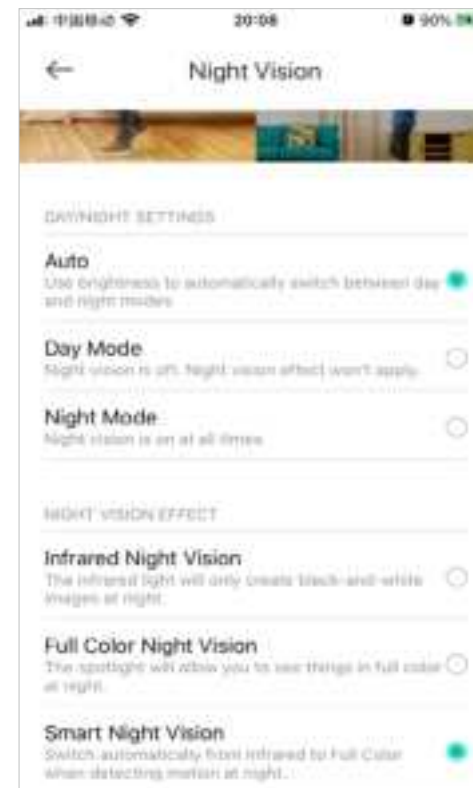 中国移动 20:08 90%
Night Vision
DAY/NIGHT SETTINGS
Auto
Use brightness to automatically switch between day
and night modes.
Day Mode
Night vision is off. Night vision effect won't apply.
Night Mode
Night vision is on at all times.
NIGHT VISION EFFECT
Infrared Night Vision
The infrared light will only create black-and-white
images at night.
Full Color Night Vision
The spotlight will allow you to see things in full color
at night.
Smart Night Vision
Switch automatically from Infrared to Full Color
when detecting motion at night.